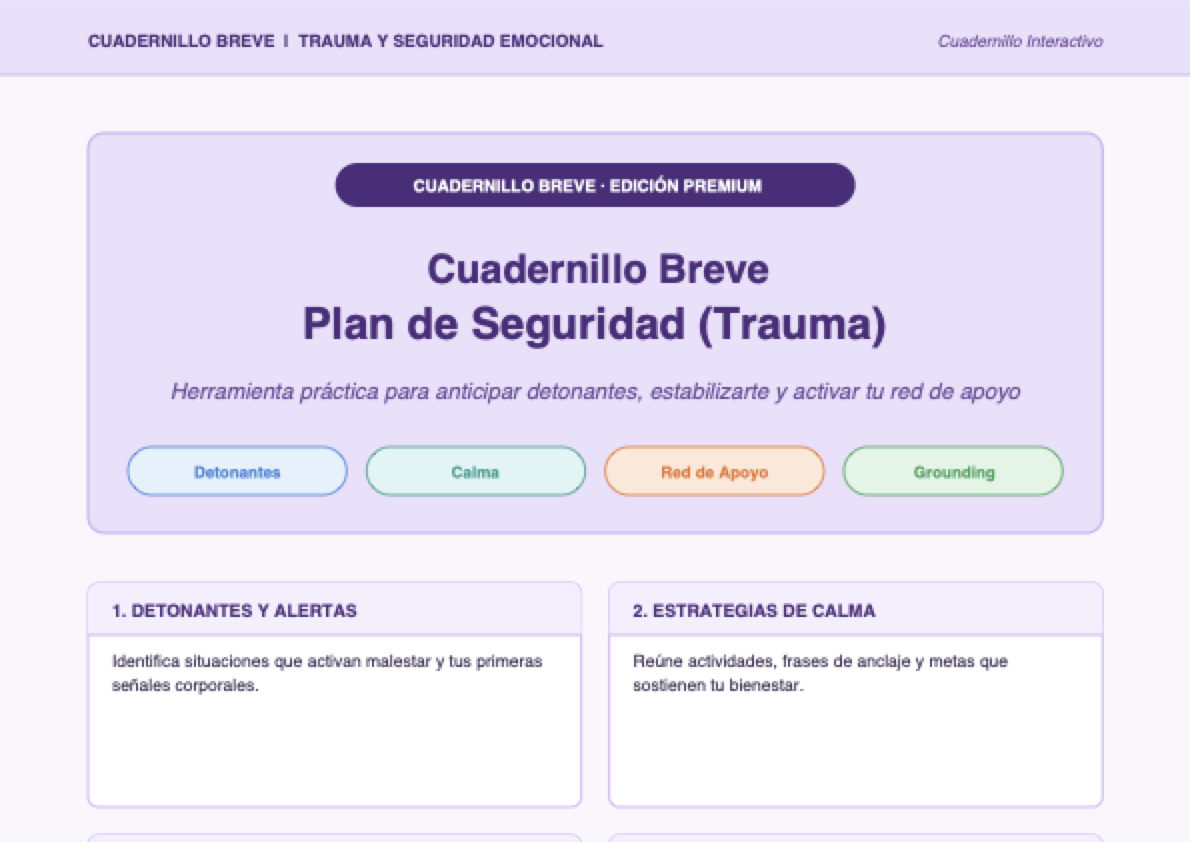 CUADERNILLO BREVE | TRAUMA Y SEGURIDAD EMOCIONAL
Cuadernillo Interactivo
CUADERNILLO BREVE · EDICIÓN PREMIUM
Cuadernillo Breve
Plan de Seguridad (Trauma)
Herramienta práctica para anticipar detonantes, estabilizarte y activar tu red de apoyo
Detonantes
Calma
Red de Apoyo
Grounding
1. DETONANTES Y ALERTAS
Identifica situaciones que activan malestar y tus primeras
señales corporales.
2. ESTRATEGIAS DE CALMA
Reúne actividades, frases de anclaje y metas que
sostienen tu bienestar.